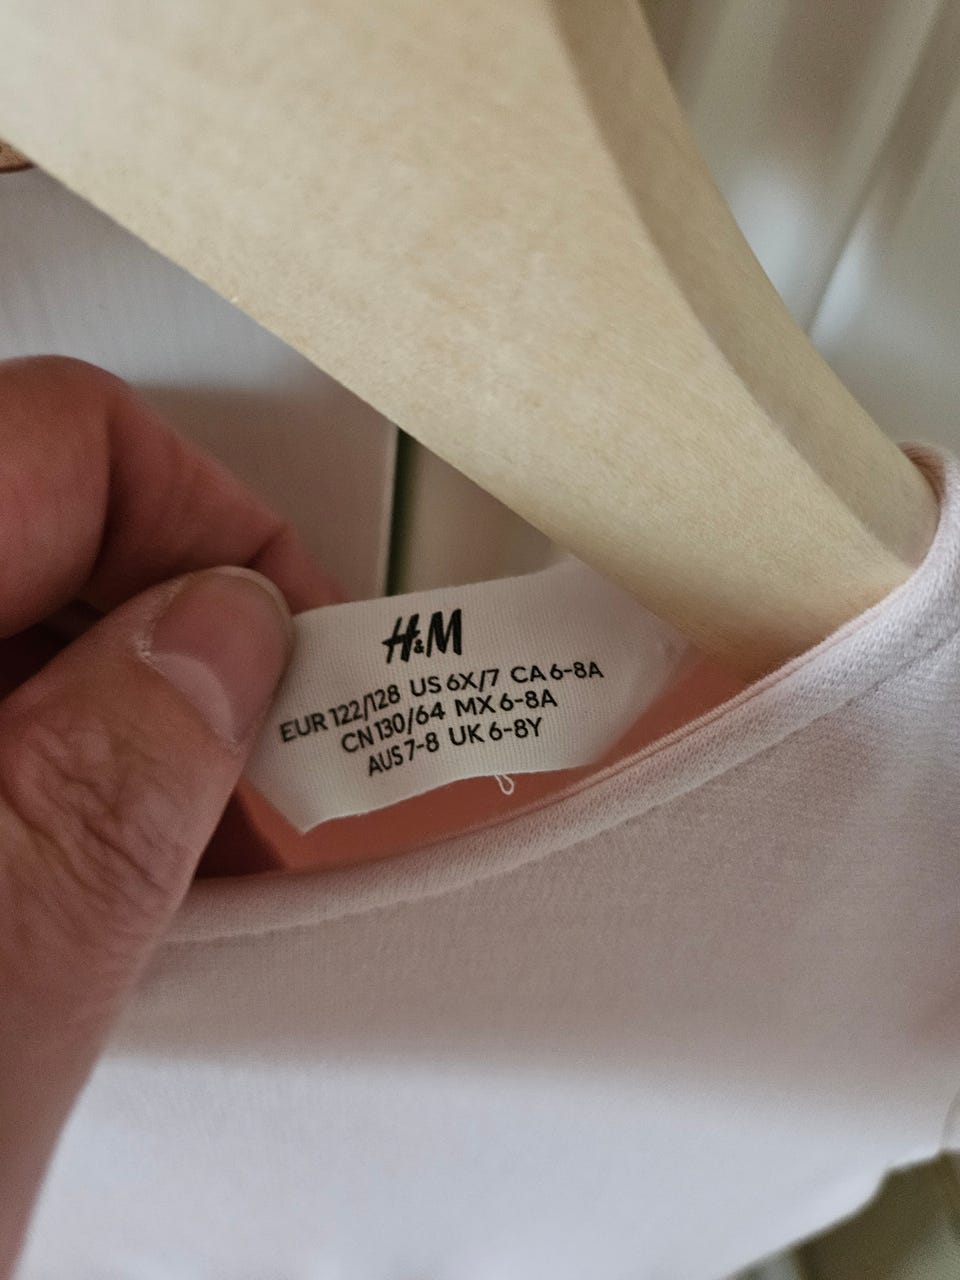 H&M
EUR 122/128 US 6X/7 CA 6-8A
CN 130/64 MX 6-8A
AUS 7-8 UK 6-8Y